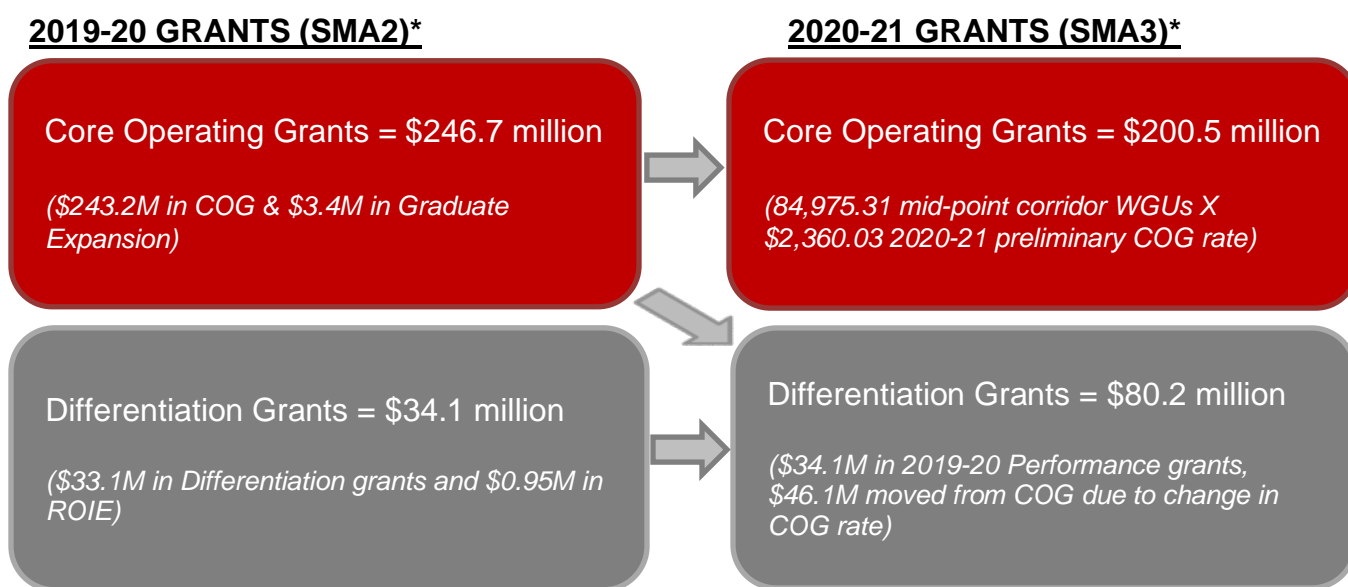 2019-20 GRANTS (SMA2)*
2020-21 GRANTS (SMA3)*
Core Operating Grants = $246.7 million
($243.2M in COG & $3.4M in Graduate
Expansion)
Core Operating Grants = $200.5 million
(84,975.31 mid-point corridor WGUs X
$2,360.03 2020-21 preliminary COG rate)
Differentiation Grants = $34.1 million
($33.1M in Differentiation grants and $0.95M in
ROIE)
Differentiation Grants = $80.2 million
($34.1M in 2019-20 Performance grants,
$46.1M moved from COG due to change in
COG rate)